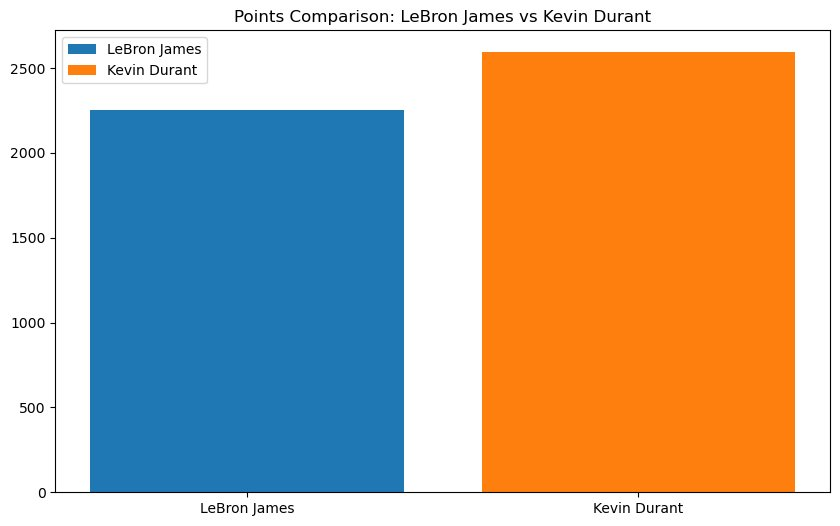 Points Comparison: LeBron James vs Kevin Durant
LeBron James
Kevin Durant
2500
2000
1500
1000
500
0
LeBron James
Kevin Durant